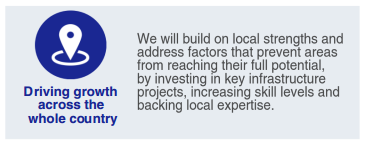 Driving growth
across the
whole country
We will build on local strengths and
address factors that prevent areas
from reaching their full potential,
by investing in key infrastructure
projects, increasing skill levels and
backing local expertise.